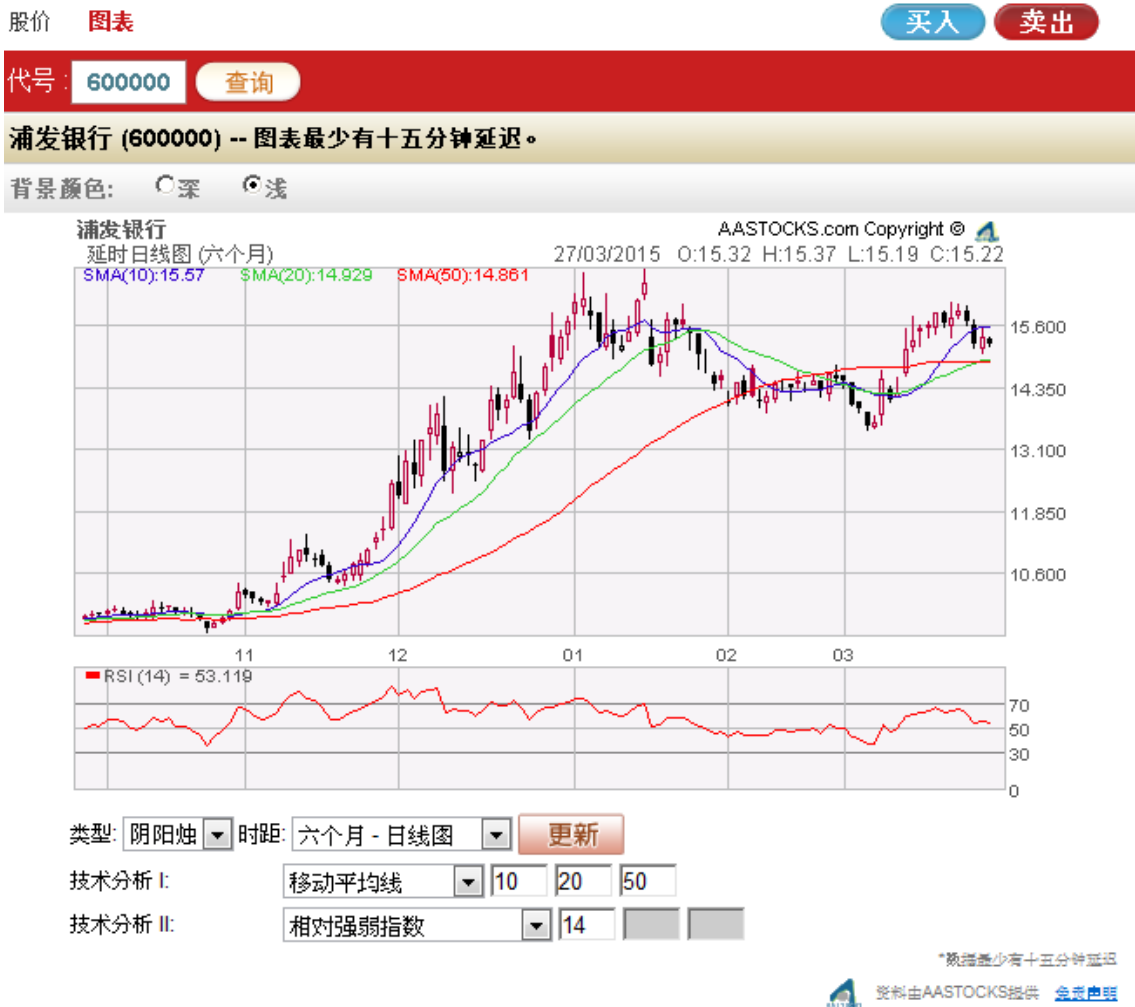 股价 图表 买入 卖出
代号 : 600000 查询
浦发银行 (600000) -- 图表最少有十五分钟延迟。
背景颜色: 深 浅
浦发银行 AASTOCKS.com Copyright ©
延时日线图 (六个月) 27/03/2015 O:15.32 H:15.37 L:15.19 C:15.22
SMA(10):15.57 SMA(20):14.929 SMA(50):14.861
15.600
14.350
13.100
11.850
10.600
11 12 01 02 03
RSI (14) = 53.119
70
50
30
0
类型: 阴阳烛 时距: 六个月 - 日线图 更新
技术分析 I: 移动平均线 10 20 50
技术分析 II: 相对强弱指数 14
*数据最少有十五分钟延迟
资料由AASTOCKS提供 免责声明